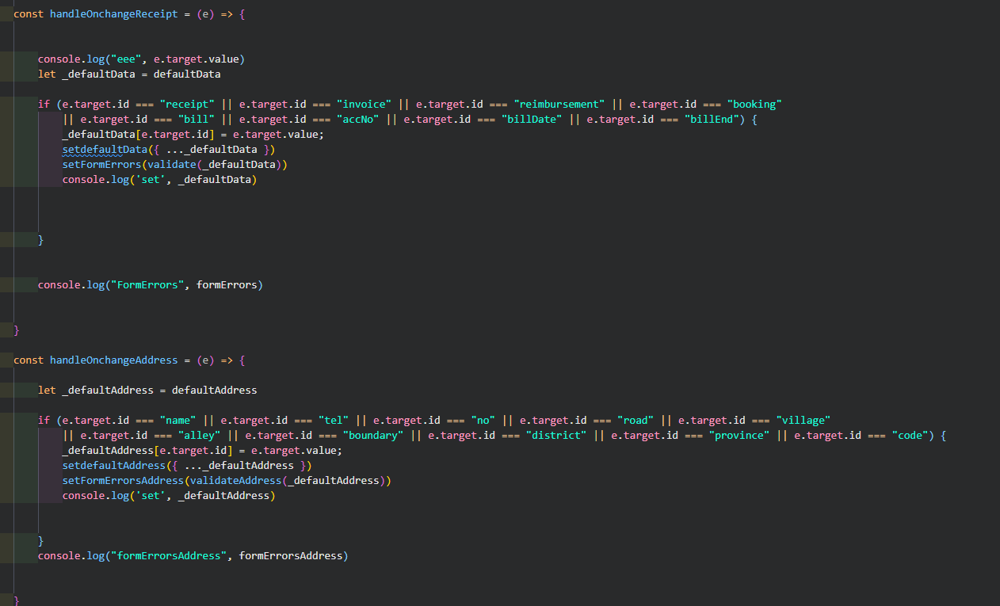 const handleOnchangeReceipt = (e) => {
console.log("eee", e.target.value)
let _defaultData = defaultData
if (e.target.id === "receipt" || e.target.id === "invoice" || e.target.id === "reimbursement" || e.target.id === "booking"
|| e.target.id === "bill" || e.target.id === "accNo" || e.target.id === "billDate" || e.target.id === "billEnd") {
_defaultData[e.target.id] = e.target.value;
setdefaultData({ ..._defaultData })
setFormErrors(validate(_defaultData))
console.log('set', _defaultData)
}
console.log("FormErrors", formErrors)
}
const handleOnchangeAddress = (e) => {
let _defaultAddress = defaultAddress
if (e.target.id === "name" || e.target.id === "tel" || e.target.id === "no" || e.target.id === "road" || e.target.id === "village"
|| e.target.id === "alley" || e.target.id === "boundary" || e.target.id === "district" || e.target.id === "province" || e.target.id === "code") {
_defaultAddress[e.target.id] = e.target.value;
setdefaultAddress({ ..._defaultAddress })
setFormErrorsAddress(validateAddress(_defaultAddress))
console.log('set', _defaultAddress)
}
console.log("formErrorsAddress", formErrorsAddress)
}